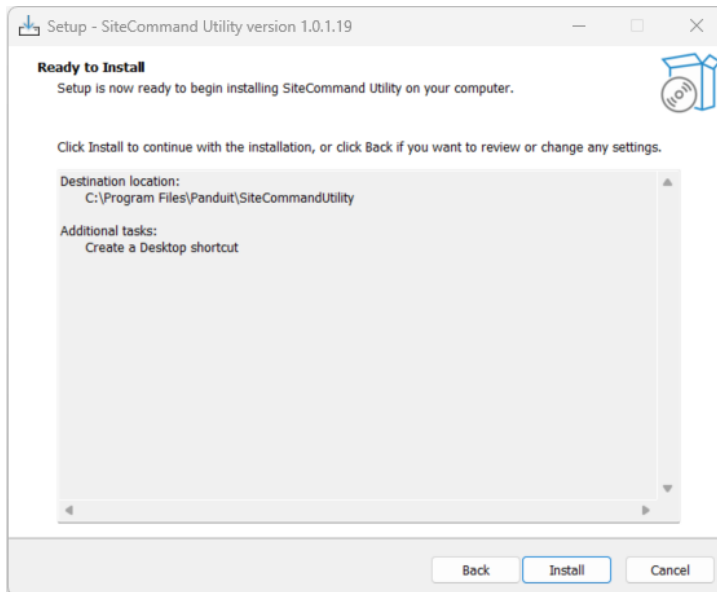 Setup - SiteCommand Utility version 1.0.1.19
Ready to Install
Setup is now ready to begin installing SiteCommand Utility on your computer.
Click Install to continue with the installation, or click Back if you want to review or change any settings.
Destination location:
C:\Program Files\Panduit\SiteCommandUtility
Additional tasks:
Create a Desktop shortcut
Back
Install
Cancel